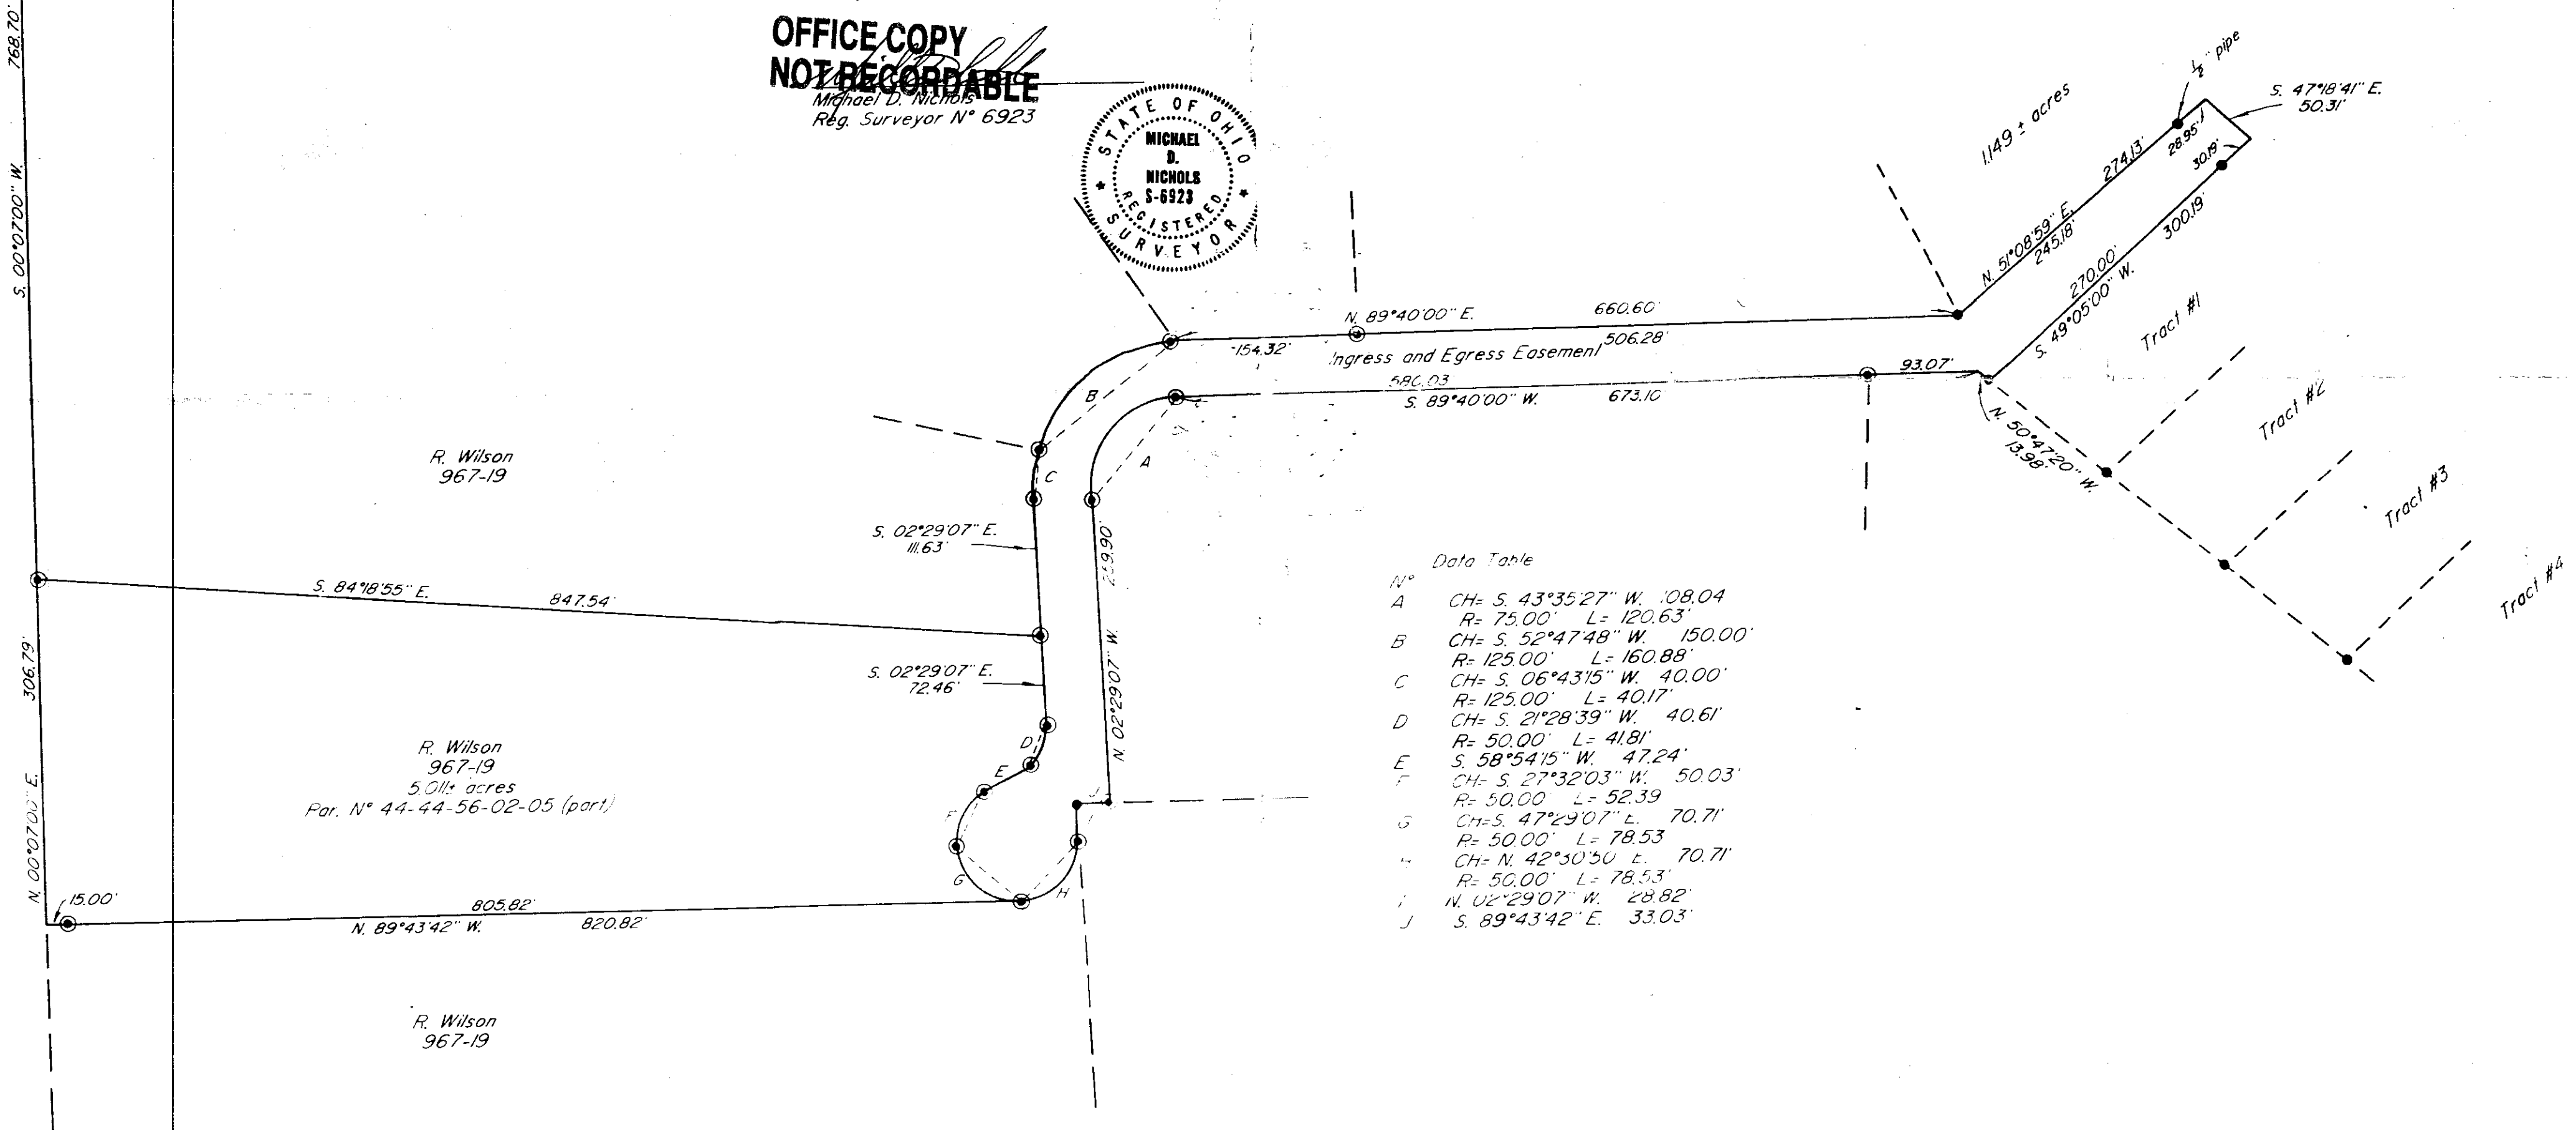 768.70'
S. 00°07'00" W.
OFFICE COPY
NOT RECORDABLE
Michael D. Nichols
Reg. Surveyor Nº 6923
STATE OF OHIO
MICHAEL
D.
NICHOLS
S-6923
REGISTERED
SURVEYOR
1.149 ± acres
½" pipe
S. 47°18'41" E.
50.31'
274.13'
28.95'
30.19'
N. 51°08'59" E.
245.18'
300.19'
270.00'
S. 49°05'00" W.
N. 89°40'00" E. 660.60'
154.32' Ingress and Egress Easement 506.28'
580.03' 93.07'
S. 89°40'00" W. 673.10'
N. 50°47'20" W.
13.98'
Tract #1
Tract #2
Tract #3
Tract #4
B
A
C
R. Wilson
967-19
S. 02°29'07" E.
111.63'
259.90'
N. 02°29'07" W.
S. 84°18'55" E. 847.54'
S. 02°29'07" E.
72.46'
306.79'
N. 00°07'00" E.
R. Wilson
967-19
5.011± acres
Par. Nº 44-44-56-02-05 (part)
D
E
F
G
H
J
15.00'
805.82'
N. 89°43'42" W. 820.82'
R. Wilson
967-19
Data Table
Nº
A CH= S. 43°35'27" W. 108.04
R= 75.00' L= 120.63'
B CH= S. 52°47'48" W. 150.00'
R= 125.00' L= 160.88'
C CH= S. 06°43'15" W. 40.00'
R= 125.00' L= 40.17'
D CH= S. 21°28'39" W. 40.61'
R= 50.00' L= 41.81'
E S. 58°54'15" W. 47.24'
F CH= S. 27°32'03" W. 50.03'
R= 50.00 L= 52.39
G CH= S. 47°29'07" E. 70.71'
R= 50.00' L= 78.53
H CH= N. 42°30'50 E. 70.71'
R= 50.00' L= 78.53'
I N. 02°29'07" W. 28.82'
J S. 89°43'42" E. 33.03'